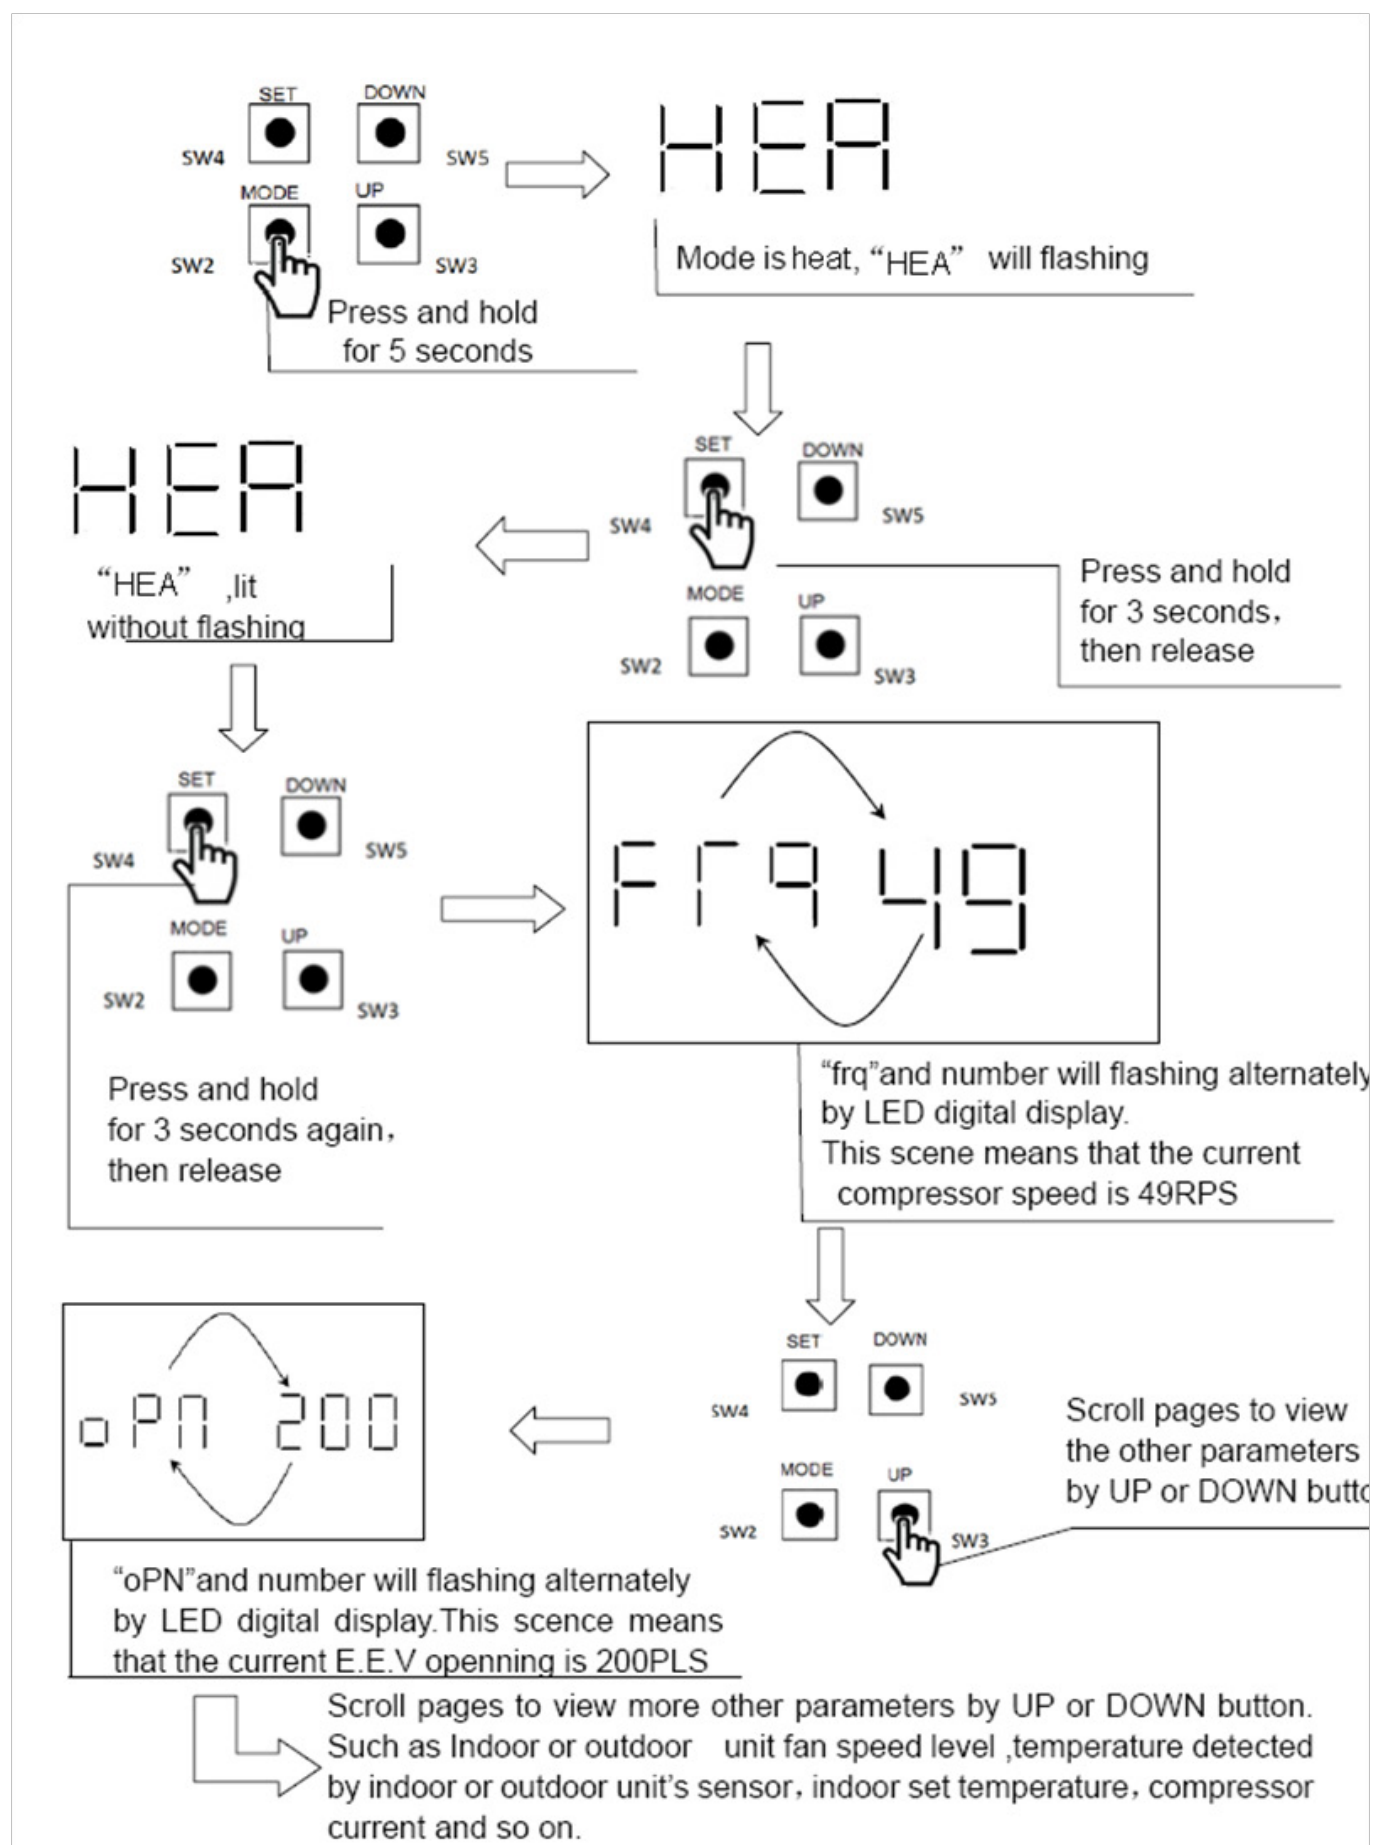 SET DOWN
SW4 SW5
MODE UP
SW2 SW3
Press and hold
for 5 seconds
HEA
Mode is heat, “HEA” will flashing
SET DOWN
SW4 SW5
MODE UP
SW2 SW3
Press and hold
for 3 seconds,
then release
HEA
“HEA” ,lit
without flashing
SET DOWN
SW4 SW5
MODE UP
SW2 SW3
Press and hold
for 3 seconds again,
then release
Frq 49
“frq”and number will flashing alternately
by LED digital display.
This scene means that the current
compressor speed is 49RPS
SET DOWN
SW4 SW5
MODE UP
SW2 SW3
Scroll pages to view
the other parameters
by UP or DOWN butto
oPn 200
“oPN”and number will flashing alternately
by LED digital display.This scence means
that the current E.E.V openning is 200PLS
Scroll pages to view more other parameters by UP or DOWN button.
Such as Indoor or outdoor unit fan speed level ,temperature detected
by indoor or outdoor unit's sensor, indoor set temperature, compressor
current and so on.